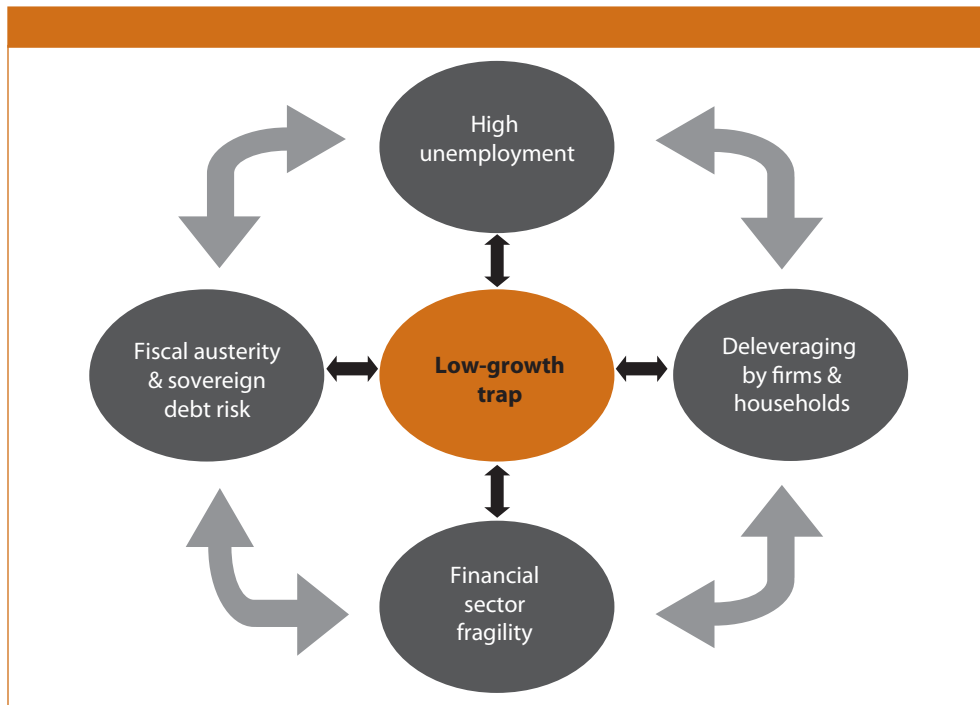 High
unemployment
Fiscal austerity
& sovereign
debt risk
Low-growth
trap
Deleveraging
by firms &
households
Financial
sector
fragility